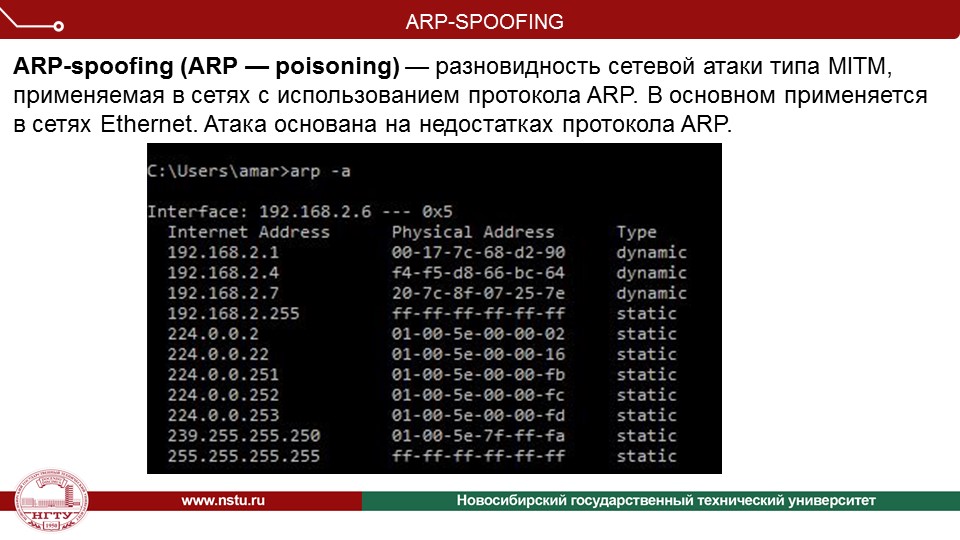 ARP-SPOOFING
ARP-spoofing (ARP — poisoning) — разновидность сетевой атаки типа MITM,
применяемая в сетях с использованием протокола ARP. В основном применяется
в сетях Ethernet. Атака основана на недостатках протокола ARP.
C:\Users\amar>arp -a
Interface: 192.168.2.6 --- 0x5
Internet Address Physical Address Type
192.168.2.1 00-17-7c-68-d2-90 dynamic
192.168.2.4 f4-f5-d8-66-bc-64 dynamic
192.168.2.7 20-7c-8f-07-25-7e dynamic
192.168.2.255 ff-ff-ff-ff-ff-ff static
224.0.0.2 01-00-5e-00-00-02 static
224.0.0.22 01-00-5e-00-00-16 static
224.0.0.251 01-00-5e-00-00-fb static
224.0.0.252 01-00-5e-00-00-fc static
224.0.0.253 01-00-5e-00-00-fd static
239.255.255.250 01-00-5e-7f-ff-fa static
255.255.255.255 ff-ff-ff-ff-ff-ff static
НГТУ
1950
www.nstu.ru Новосибирский государственный технический университет